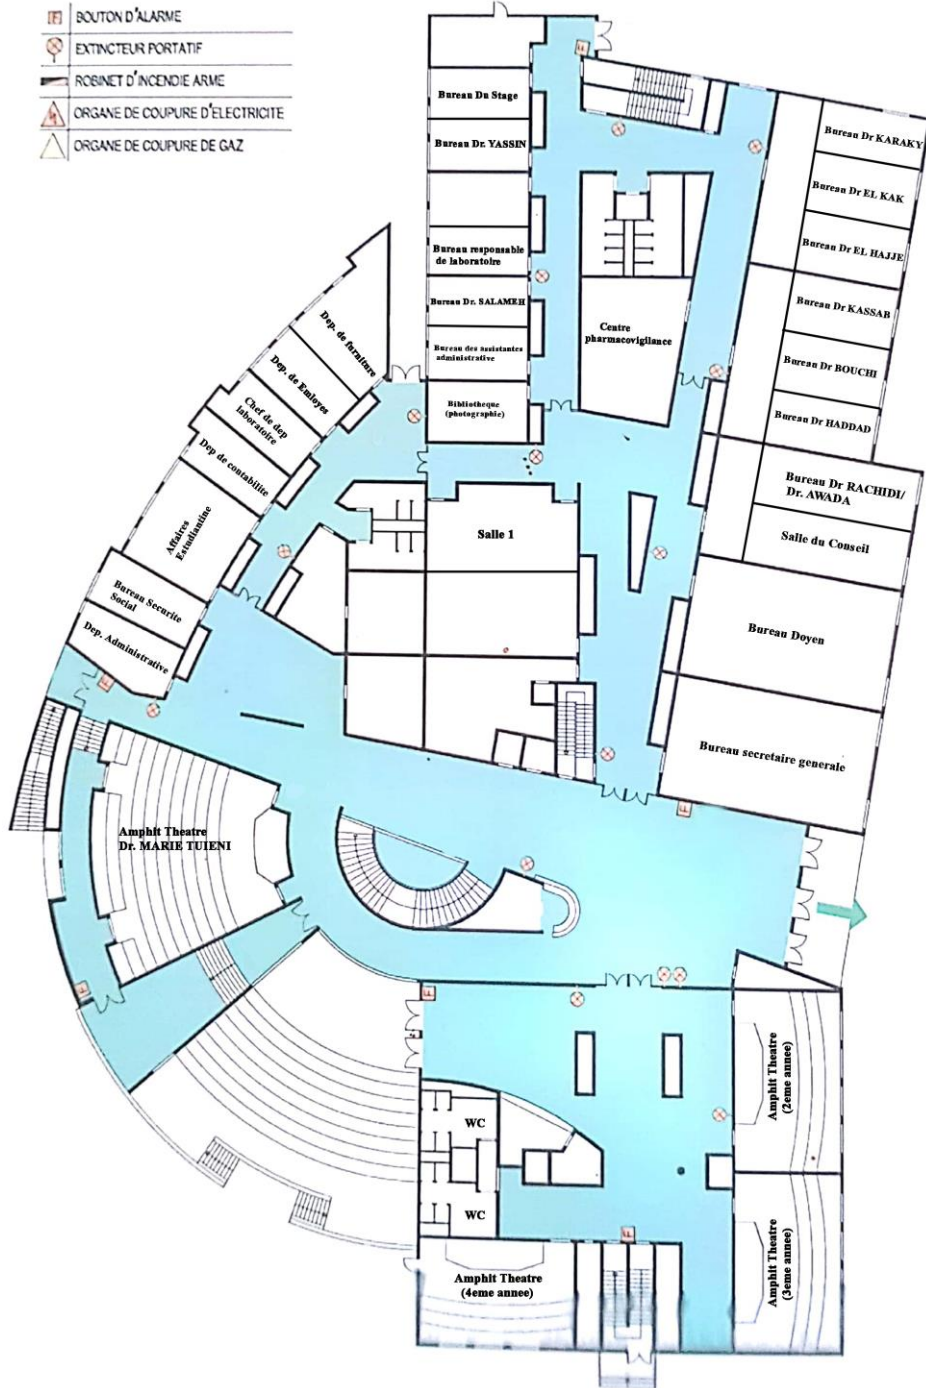 F BOUTON D'ALARME
EXTINCTEUR PORTATIF
ROBINET D'INCENDIE ARME
ORGANE DE COUPURE D'ELECTRICITE
ORGANE DE COUPURE DE GAZ
F
Bureau Du Stage
Bureau Dr. YASSIN
Bureau responsable
de laboratoire
Bureau Dr. SALAMEH
Bureau des assistantes
administrative
Bibliotheque
(photographie)
Centre
pharmacovigilance
Bureau Dr KARAKY
Bureau Dr EL KAK
Bureau Dr EL HAJJE
Bureau Dr KASSAB
Bureau Dr BOUCHI
Bureau Dr HADDAD
Bureau Dr RACHIDI/
Dr. AWADA
Salle du Conseil
Bureau Doyen
Bureau secretaire generale
Dep. de furniture
Dep. de Emloyes
Chef de dep
laboratoire
Dep de contabilite
Affaires
Estudiantine
Bureau Securite
Social
Dep. Administrative
F
Salle 1
F
Amphit Theatre
Dr. MARIE TUIENI
F
F
WC
WC
F
Amphit Theatre
(2eme annee)
Amphit Theatre
(3eme annee)
Amphit Theatre
(4eme annee)